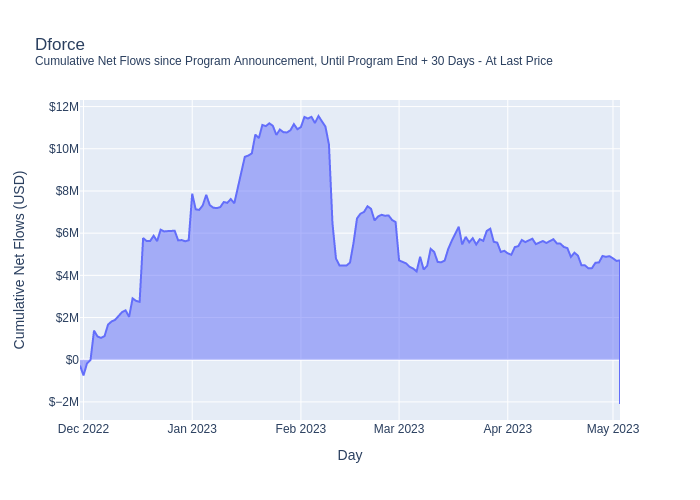 Dforce
Cumulative Net Flows since Program Announcement, Until Program End + 30 Days - At Last Price
Cumulative Net Flows (USD)
$12M
$10M
$8M
$6M
$4M
$2M
$0
$−2M
Dec 2022
Jan 2023
Feb 2023
Mar 2023
Apr 2023
May 2023
Day